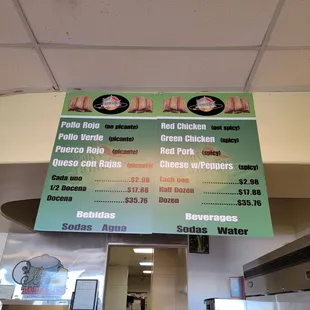 Pollo Rojo (no picante)
Pollo Verde (picante)
Puerco Rojo (picante)
Queso con Rajas (picante)
Cada uno ..........$2.98
1/2 Docena ..........$17.88
Docena ..........$35.76
Bebidas
Sodas Agua
Red Chicken (not spicy)
Green Chicken (spicy)
Red Pork (spicy)
Cheese w/Peppers (spicy)
Each one ..........$2.98
Half Dozen ..........$17.88
Dozen ..........$35.76
Beverages
Sodas Water